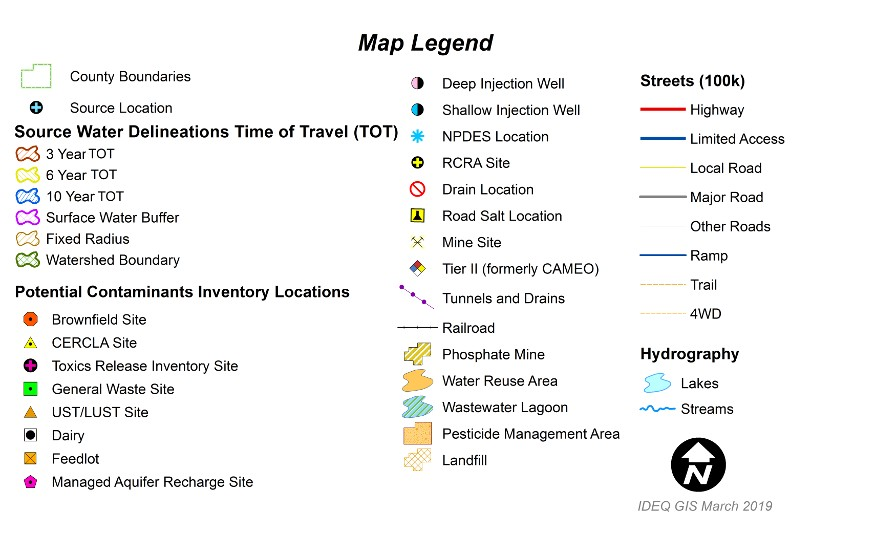 Map Legend
County Boundaries
Source Location
Source Water Delineations Time of Travel (TOT)
3 Year TOT
6 Year TOT
10 Year TOT
Surface Water Buffer
Fixed Radius
Watershed Boundary
Potential Contaminants Inventory Locations
Brownfield Site
CERCLA Site
Toxics Release Inventory Site
General Waste Site
UST/LUST Site
Dairy
Feedlot
Managed Aquifer Recharge Site
Deep Injection Well
Shallow Injection Well
NPDES Location
RCRA Site
Drain Location
Road Salt Location
Mine Site
Tier II (formerly CAMEO)
Tunnels and Drains
Railroad
Phosphate Mine
Water Reuse Area
Wastewater Lagoon
Pesticide Management Area
Landfill
Streets (100k)
Highway
Limited Access
Local Road
Major Road
Other Roads
Ramp
Trail
4WD
Hydrography
Lakes
Streams
N
IDEQ GIS March 2019